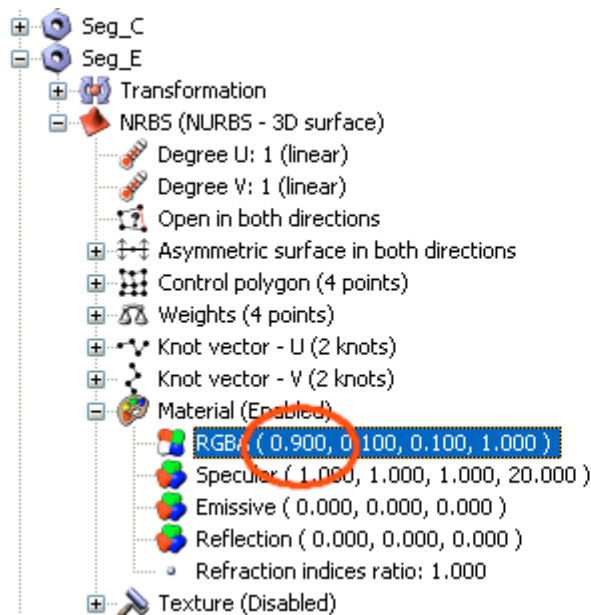 Seg_C
Seg_E
Transformation
NRBS (NURBS - 3D surface)
Degree U: 1 (linear)
Degree V: 1 (linear)
Open in both directions
Asymmetric surface in both directions
Control polygon (4 points)
Weights (4 points)
Knot vector - U (2 knots)
Knot vector - V (2 knots)
Material (Enabled)
RGBA ( 0.900, 0.100, 0.100, 1.000 )
Specular ( 1.000, 1.000, 1.000, 20.000 )
Emissive ( 0.000, 0.000, 0.000 )
Reflection ( 0.000, 0.000, 0.000 )
Refraction indices ratio: 1.000
Texture (Disabled)